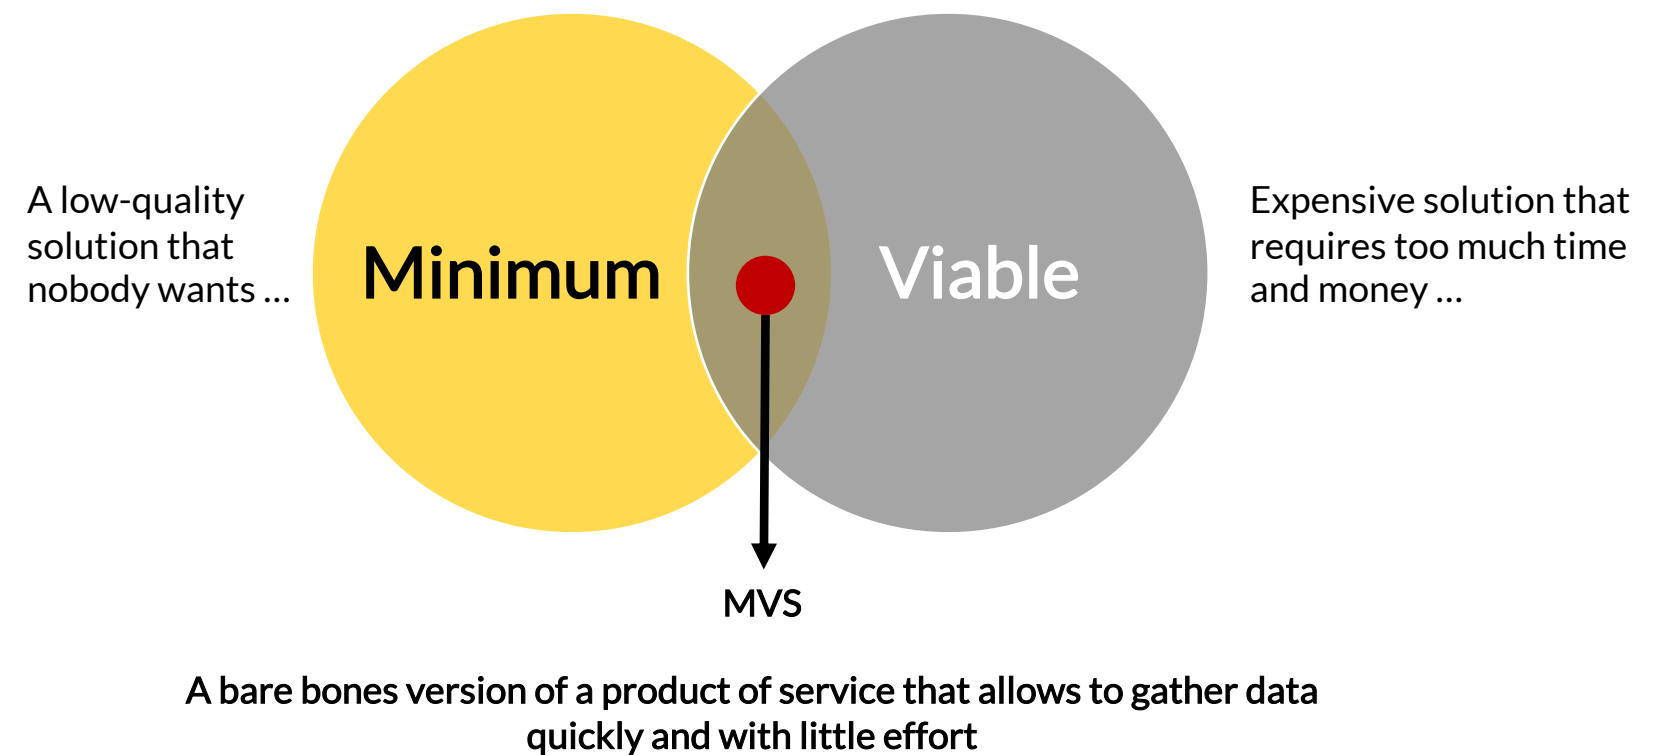 A low-quality
solution that
nobody wants ...
Minimum
Viable
Expensive solution that
requires too much time
and money ...
MVS
A bare bones version of a product of service that allows to gather data
quickly and with little effort